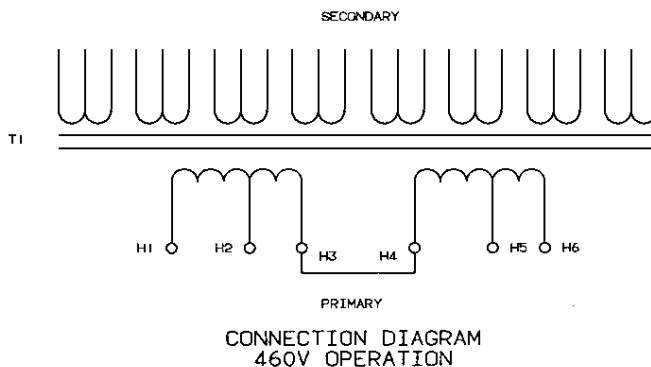 SECONDARY
T1
H1 H2 H3 H4 H5 H6
PRIMARY
CONNECTION DIAGRAM
460V OPERATION